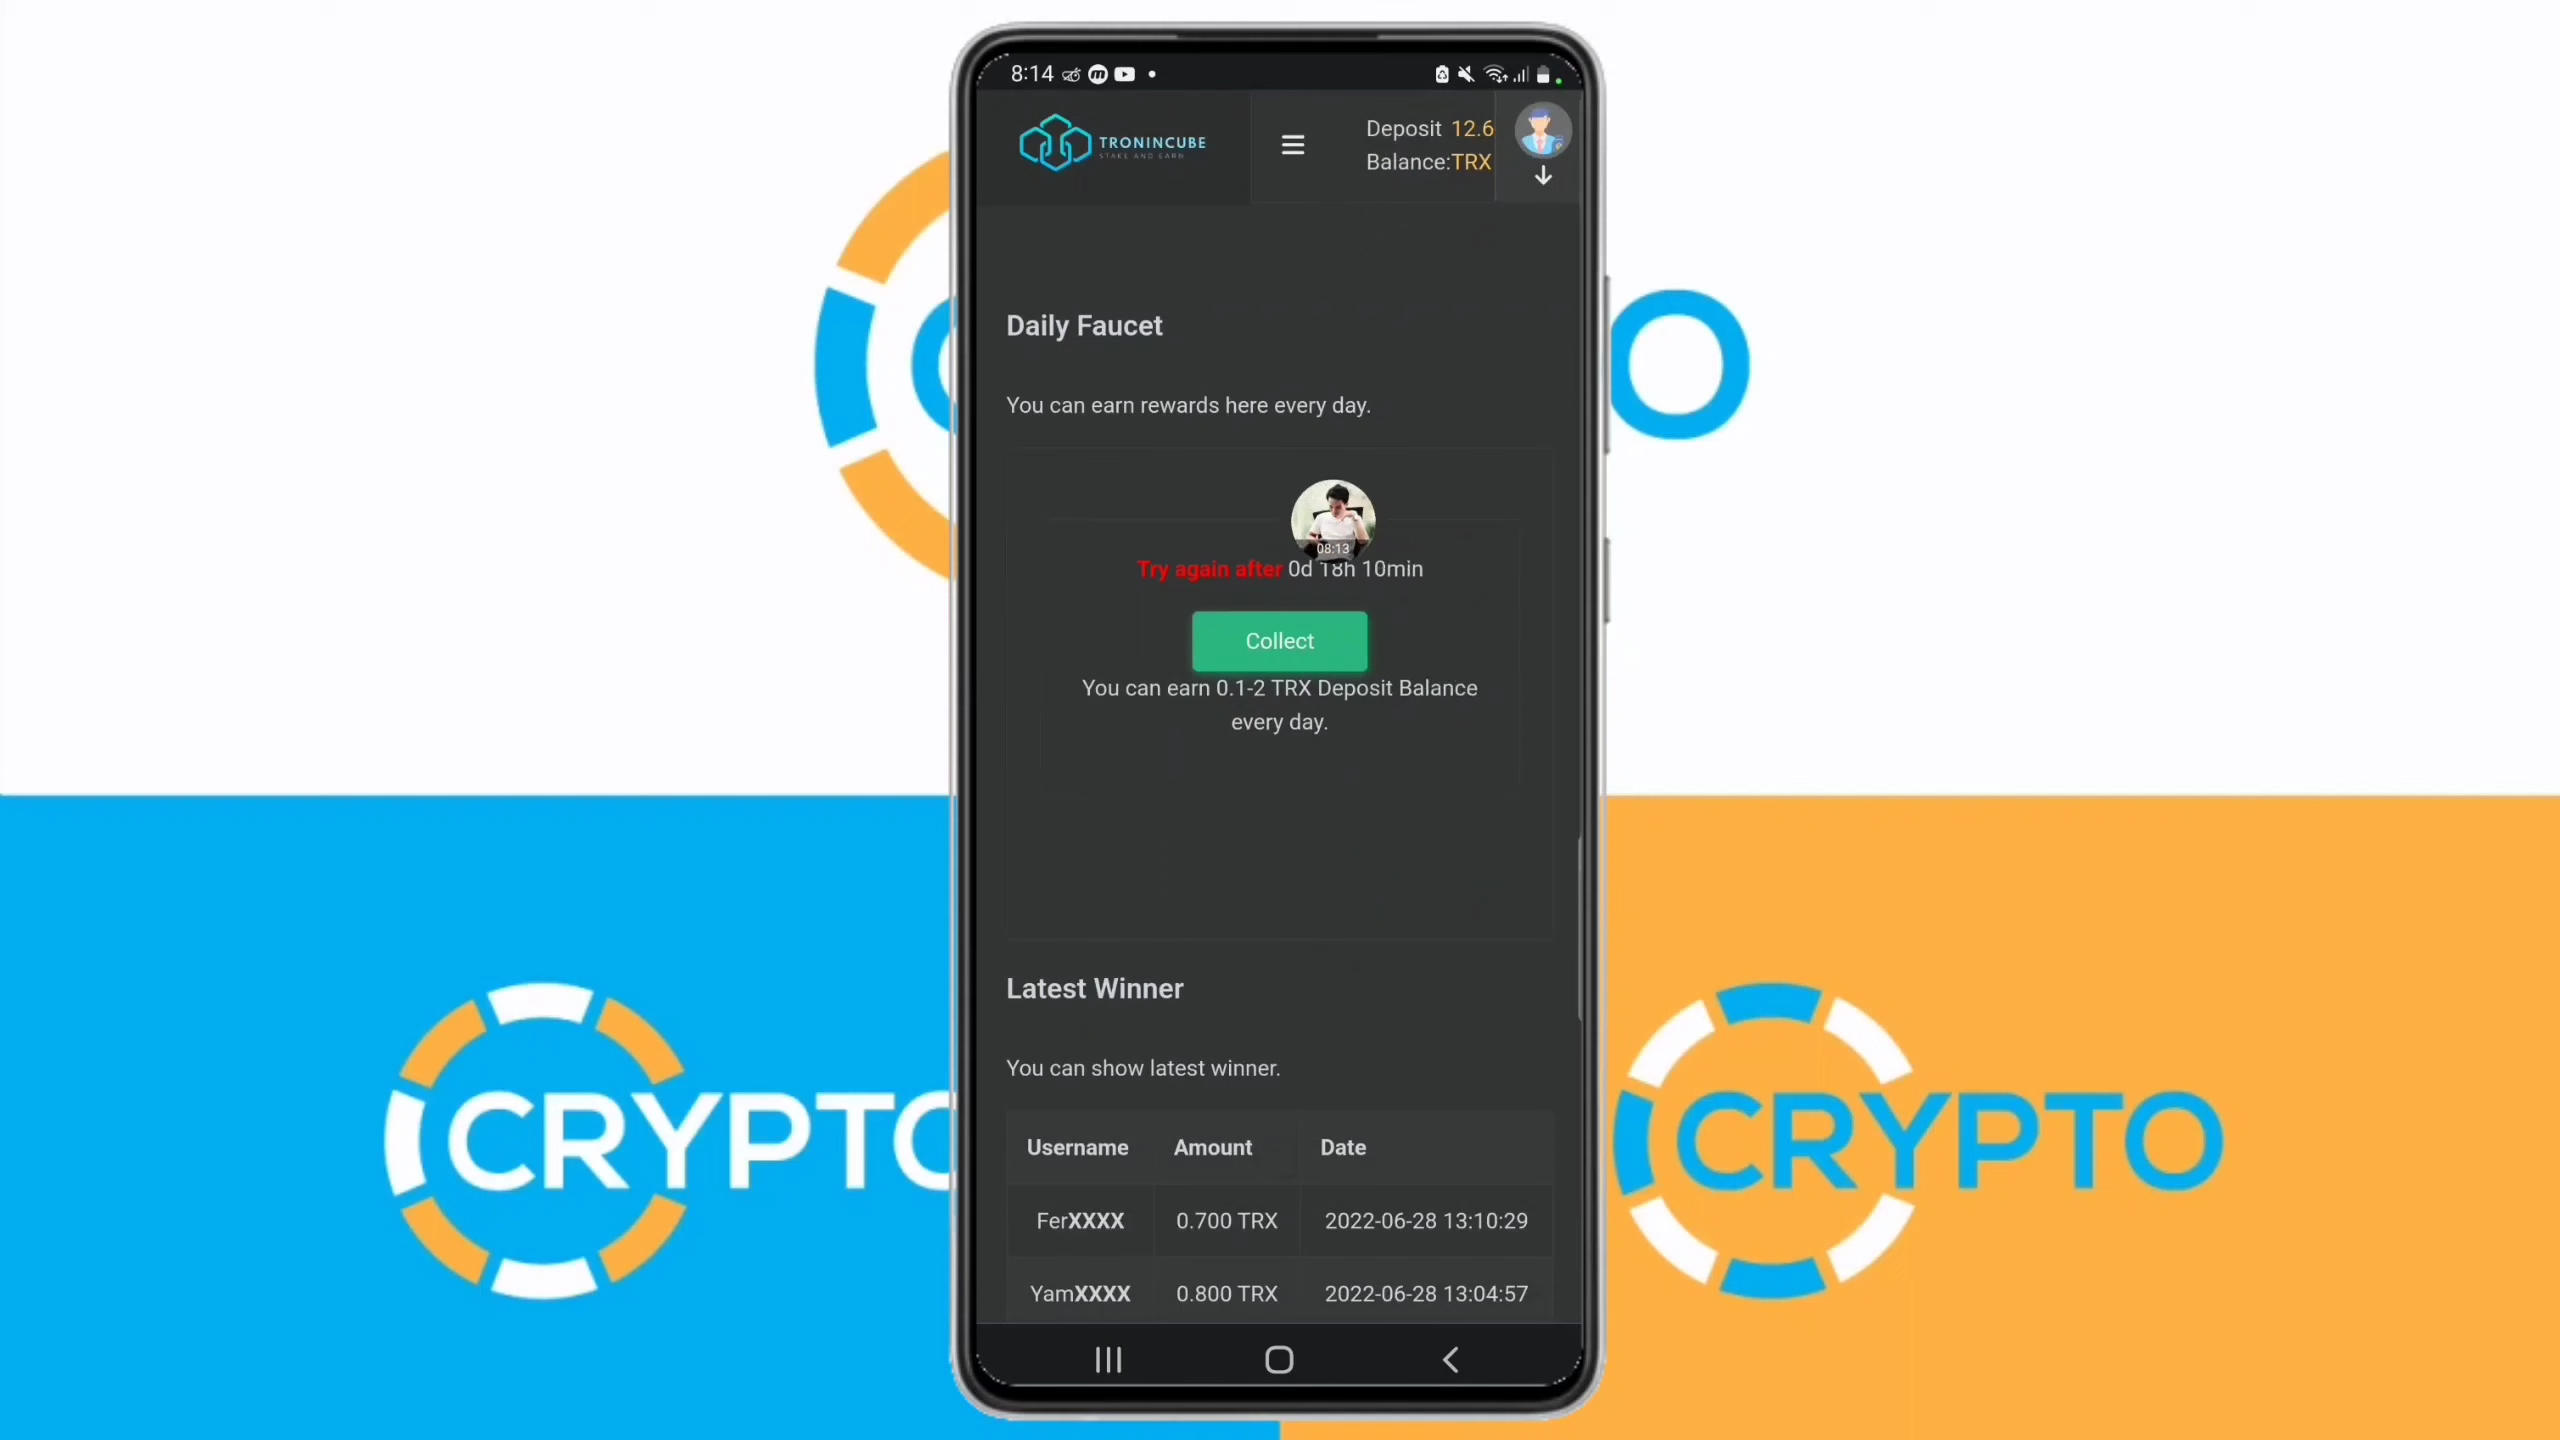 8:14
TRONINCUBE
STAKE AND EARN
Deposit 12.6
Balance:TRX
Daily Faucet
You can earn rewards here every day.
08:13
Try again after 0d 18h 10min
Collect
You can earn 0.1-2 TRX Deposit Balance
every day.
Latest Winner
You can show latest winner.
Username Amount Date
FerXXXX 0.700 TRX 2022-06-28 13:10:29
YamXXXX 0.800 TRX 2022-06-28 13:04:57
CRYPTO
CRYPTO